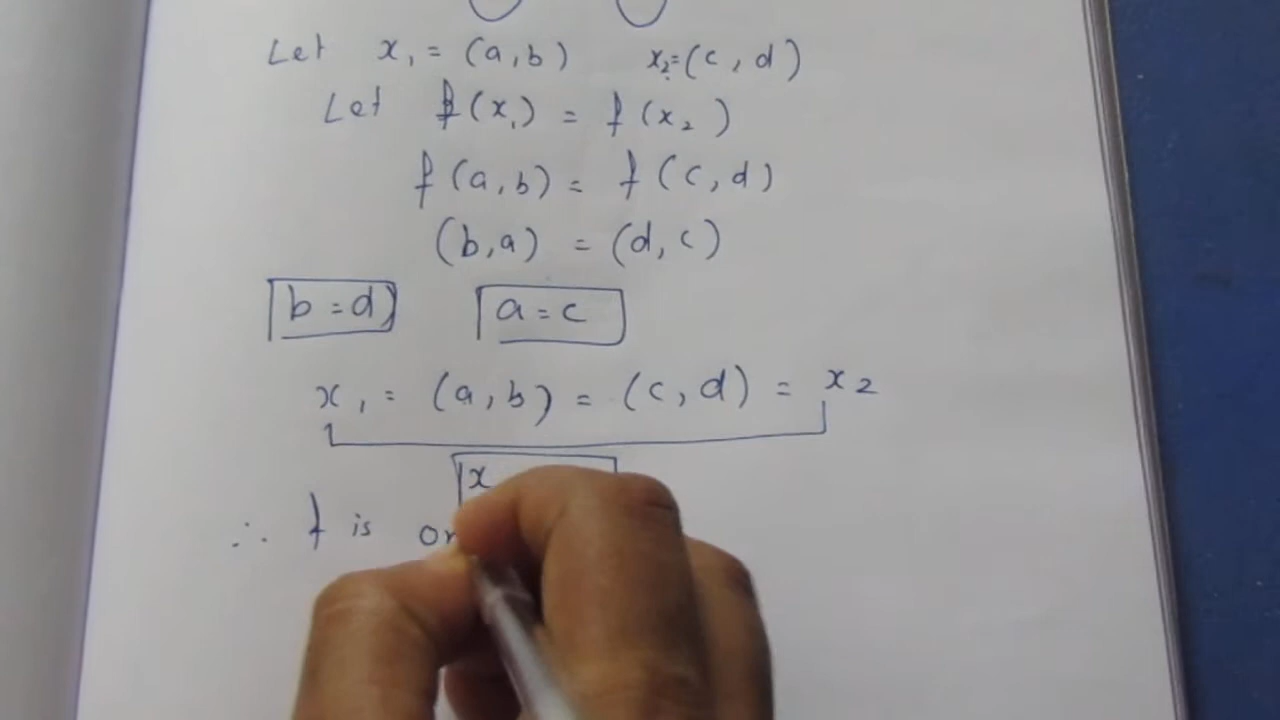 Let x₁ = (a, b) x₂ = (c, d)
Let f(x₁) = f(x₂)
f(a, b) = f(c, d)
(b, a) = (d, c)
b = d a = c
x₁ = (a, b) = (c, d) = x₂
x
∴ f is